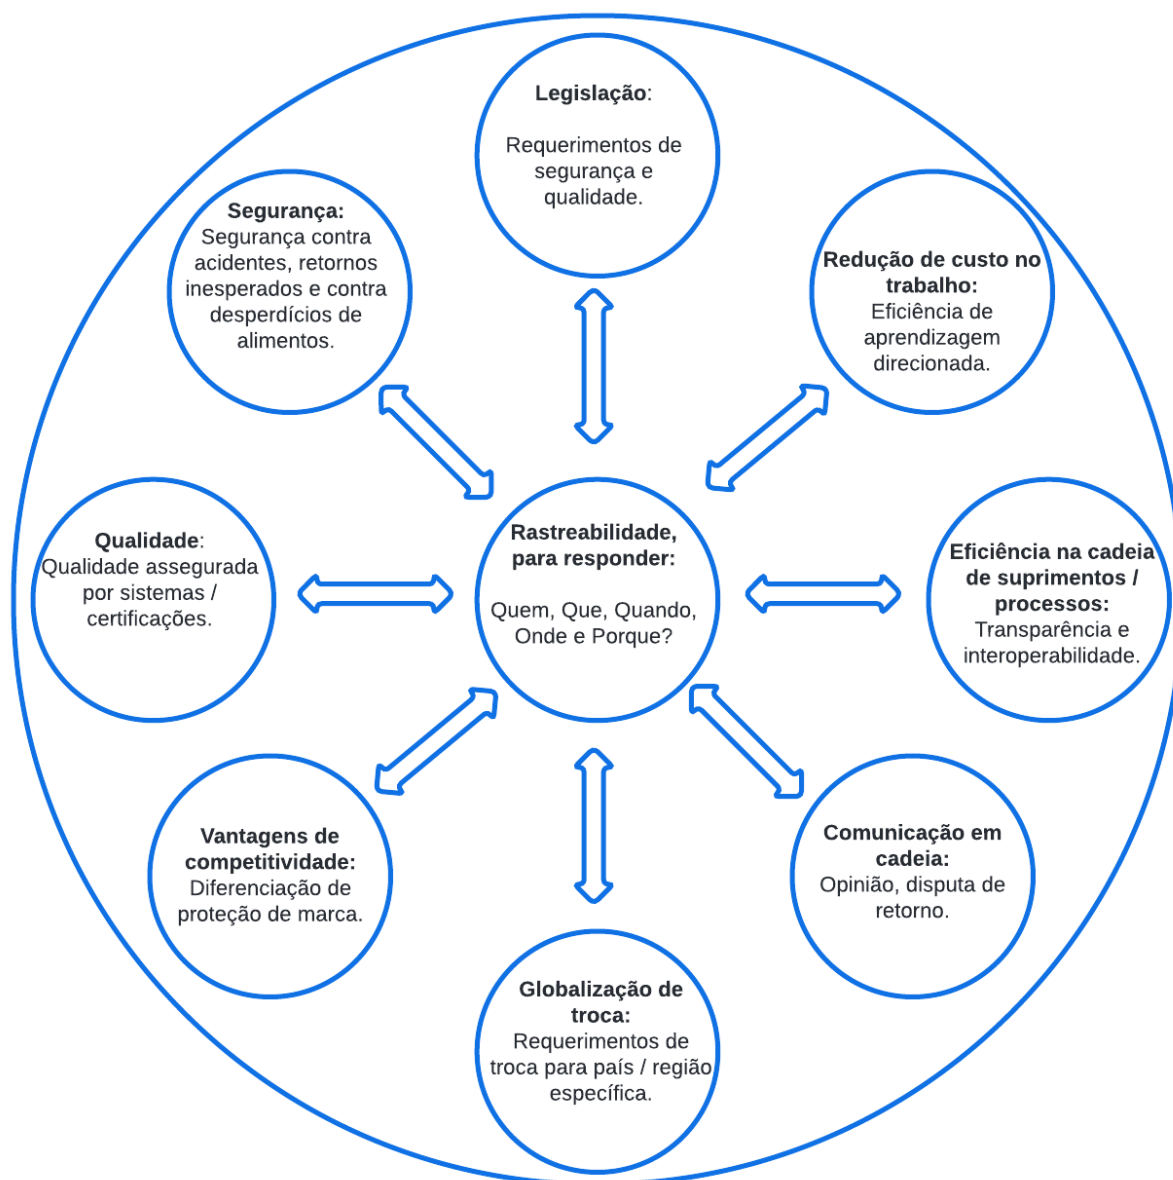 Legislação:
Requerimentos de
segurança e
qualidade.
Segurança:
Segurança contra
acidentes, retornos
inesperados e contra
desperdícios de
alimentos.
Redução de custo no
trabalho:
Eficiência de
aprendizagem
direcionada.
Qualidade:
Qualidade assegurada
por sistemas /
certificações.
Rastreabilidade,
para responder:
Quem, Que, Quando,
Onde e Porque?
Eficiência na cadeia
de suprimentos /
processos:
Transparência e
interoperabilidade.
Vantagens de
competitividade:
Diferenciação de
proteção de marca.
Comunicação em
cadeia:
Opinião, disputa de
retorno.
Globalização de
troca:
Requerimentos de
troca para país / região
específica.